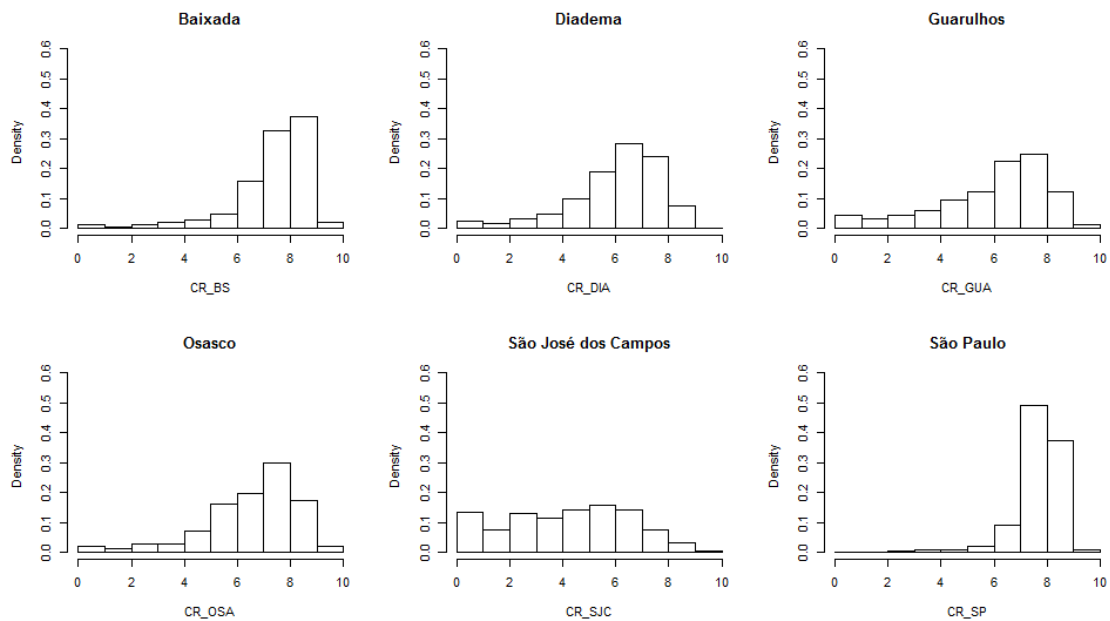 Baixada
Diadema
Guarulhos
Density
0.0 0.1 0.2 0.3 0.4 0.5 0.6
0 2 4 6 8 10
CR_BS
Density
0.0 0.1 0.2 0.3 0.4 0.5 0.6
0 2 4 6 8 10
CR_DIA
Density
0.0 0.1 0.2 0.3 0.4 0.5 0.6
0 2 4 6 8 10
CR_GUA
Osasco
São José dos Campos
São Paulo
Density
0.0 0.1 0.2 0.3 0.4 0.5 0.6
0 2 4 6 8 10
CR_OSA
Density
0.0 0.1 0.2 0.3 0.4 0.5 0.6
0 2 4 6 8 10
CR_SJC
Density
0.0 0.1 0.2 0.3 0.4 0.5 0.6
0 2 4 6 8 10
CR_SP